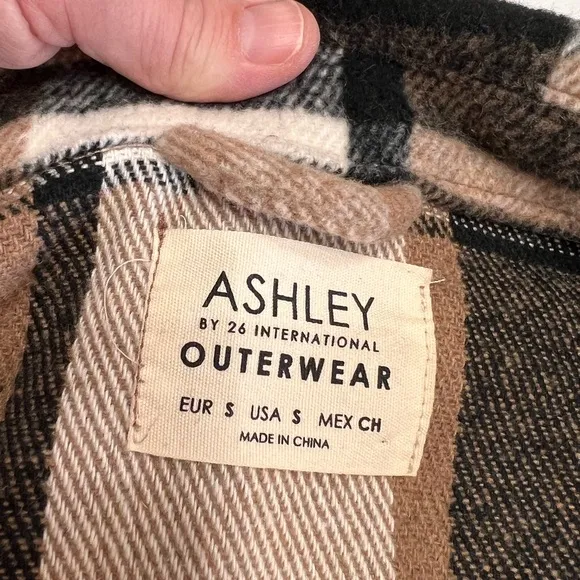 ASHLEY
BY 26 INTERNATIONAL
OUTERWEAR
EUR S USA S MEX CH
MADE IN CHINA